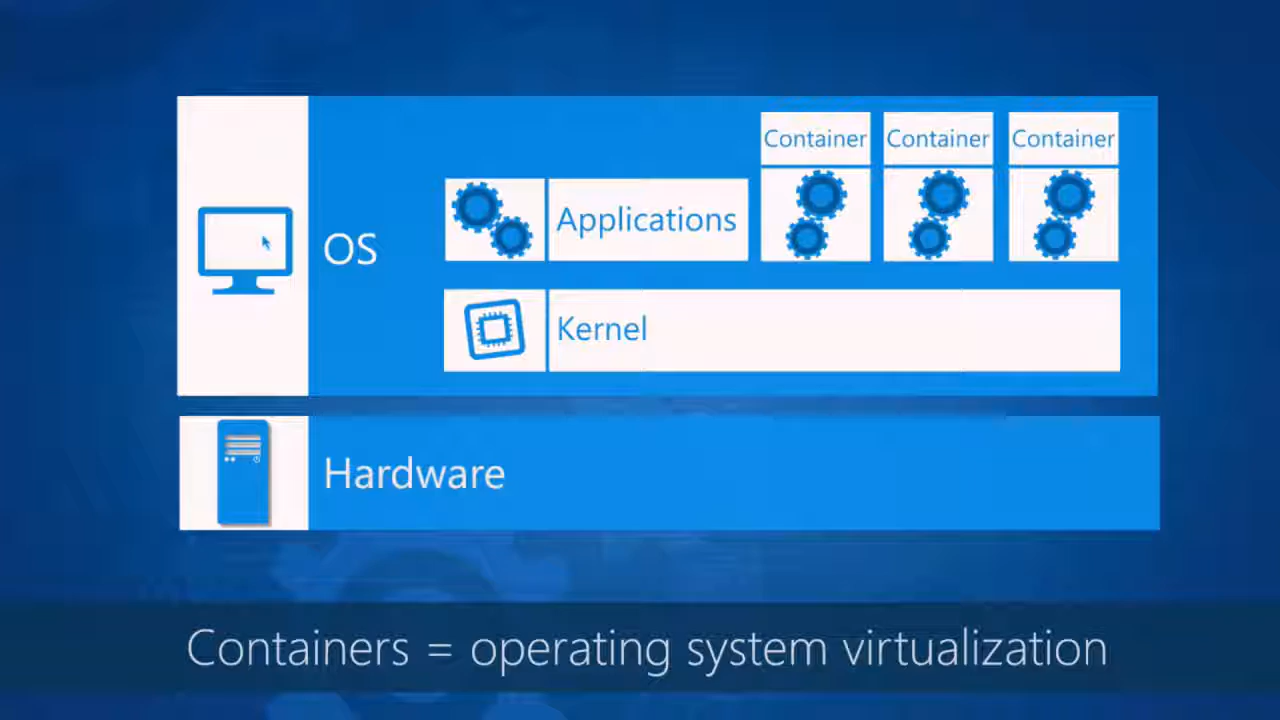 Container Container Container
Applications
OS
Kernel
Hardware
Containers = operating system virtualization